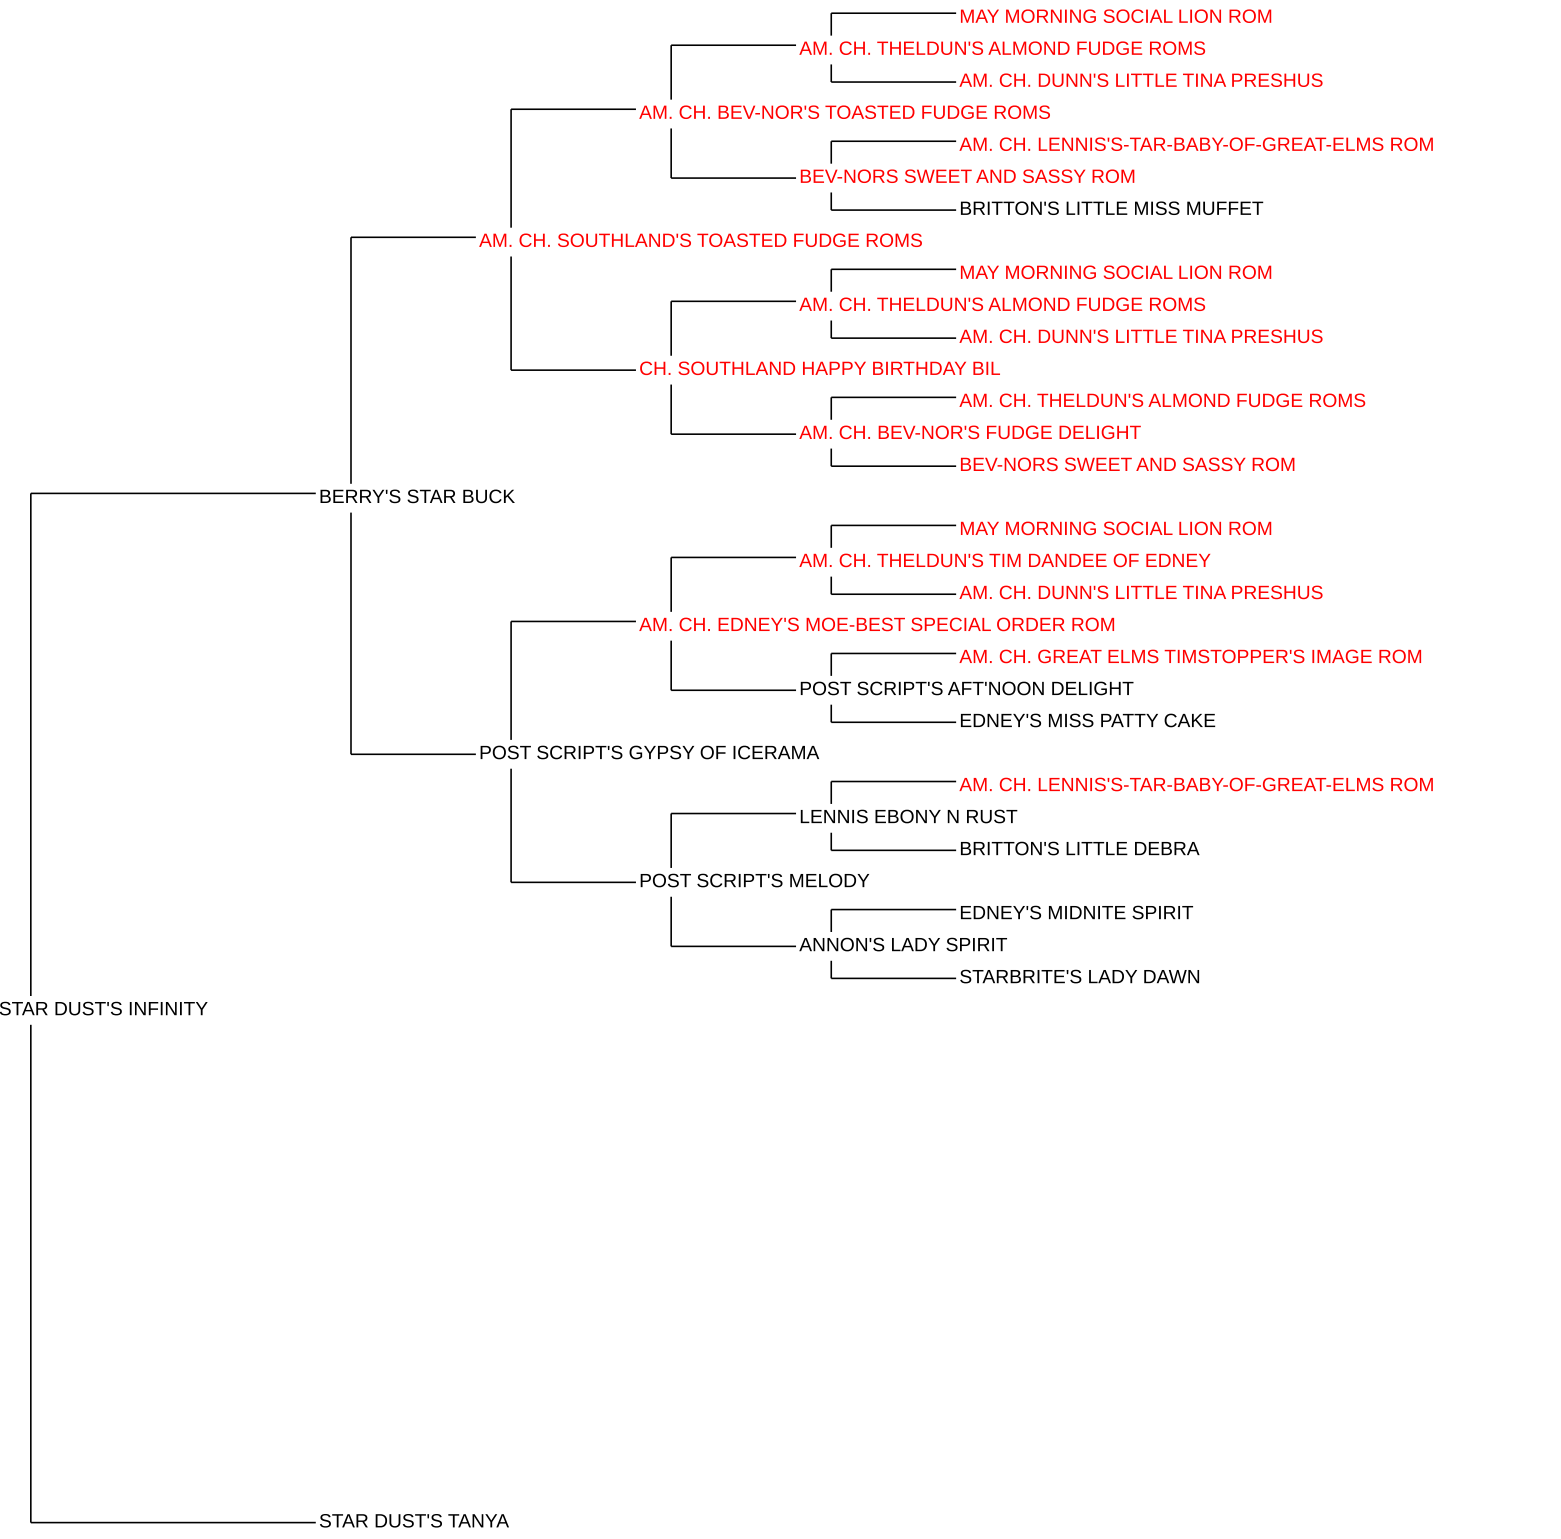 MAY MORNING SOCIAL LION ROM
AM. CH. THELDUN'S ALMOND FUDGE ROMS
AM. CH. DUNN'S LITTLE TINA PRESHUS
AM. CH. BEV-NOR'S TOASTED FUDGE ROMS
AM. CH. LENNIS'S-TAR-BABY-OF-GREAT-ELMS ROM
BEV-NORS SWEET AND SASSY ROM
BRITTON'S LITTLE MISS MUFFET
AM. CH. SOUTHLAND'S TOASTED FUDGE ROMS
MAY MORNING SOCIAL LION ROM
AM. CH. THELDUN'S ALMOND FUDGE ROMS
AM. CH. DUNN'S LITTLE TINA PRESHUS
CH. SOUTHLAND HAPPY BIRTHDAY BIL
AM. CH. THELDUN'S ALMOND FUDGE ROMS
AM. CH. BEV-NOR'S FUDGE DELIGHT
BEV-NORS SWEET AND SASSY ROM
BERRY'S STAR BUCK
MAY MORNING SOCIAL LION ROM
AM. CH. THELDUN'S TIM DANDEE OF EDNEY
AM. CH. DUNN'S LITTLE TINA PRESHUS
AM. CH. EDNEY'S MOE-BEST SPECIAL ORDER ROM
AM. CH. GREAT ELMS TIMSTOPPER'S IMAGE ROM
POST SCRIPT'S AFT'NOON DELIGHT
EDNEY'S MISS PATTY CAKE
POST SCRIPT'S GYPSY OF ICERAMA
AM. CH. LENNIS'S-TAR-BABY-OF-GREAT-ELMS ROM
LENNIS EBONY N RUST
BRITTON'S LITTLE DEBRA
POST SCRIPT'S MELODY
EDNEY'S MIDNITE SPIRIT
ANNON'S LADY SPIRIT
STARBRITE'S LADY DAWN
STAR DUST'S INFINITY
STAR DUST'S TANYA